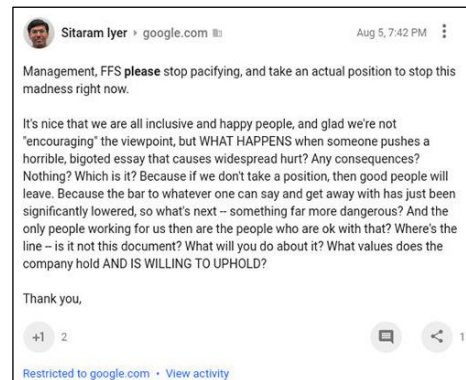 Sitaram Iyer ▸ google.com Aug 5, 7:42 PM
Management, FFS please stop pacifying, and take an actual position to stop this
madness right now.
It's nice that we are all inclusive and happy people, and glad we're not
"encouraging" the viewpoint, but WHAT HAPPENS when someone pushes a
horrible, bigoted essay that causes widespread hurt? Any consequences?
Nothing? Which is it? Because if we don't take a position, then good people will
leave. Because the bar to whatever one can say and get away with has just been
significantly lowered, so what's next -- something far more dangerous? And the
only people working for us then are the people who are ok with that? Where's the
line -- is it not this document? What will you do about it? What values does the
company hold AND IS WILLING TO UPHOLD?
Thank you,
+1 2 1
Restricted to google.com • View activity